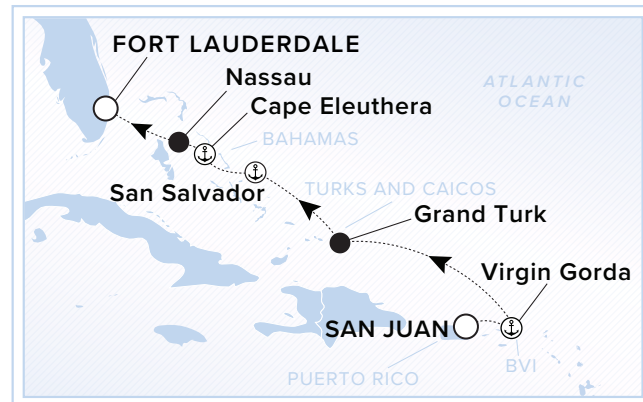 FORT LAUDERDALE
Nassau
ATLANTIC
OCEAN
Cape Eleuthera
BAHAMAS
San Salvador
TURKS AND CAICOS
Grand Turk
Virgin Gorda
SAN JUAN
BVI
PUERTO RICO